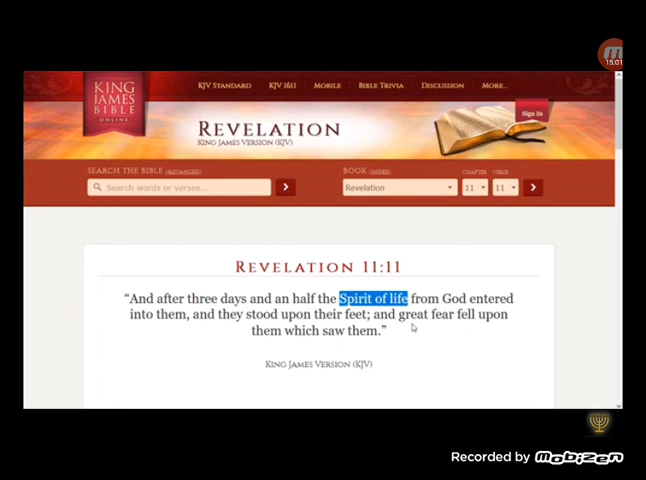 15:01
KING
JAMES
BIBLE
ONLINE
KJV STANDARD KJV 1611 MOBILE BIBLE TRIVIA DISCUSSION MORE...
Sign In
REVELATION
KING JAMES VERSION (KJV)
SEARCH THE BIBLE (ADVANCED) BOOK (INDEX) CHAPTER VERSE
Search words or verses... Revelation 11 11
REVELATION 11:11
“And after three days and an half the Spirit of life from God entered
into them, and they stood upon their feet; and great fear fell upon
them which saw them.”
KING JAMES VERSION (KJV)
Recorded by mobizen